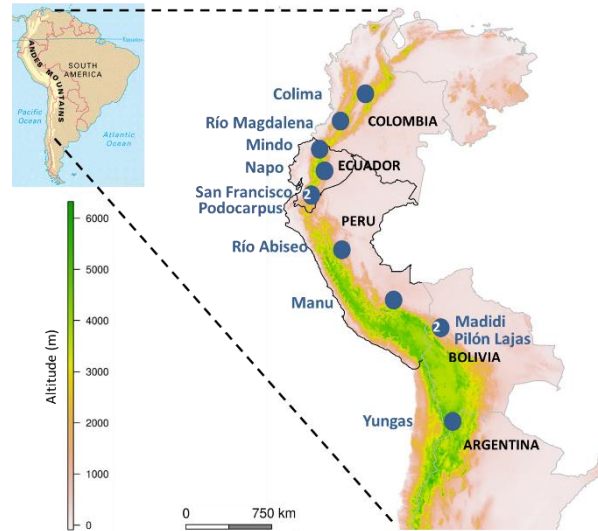 ANDES MOUNTAINS
SOUTH
AMERICA
Pacific
Ocean
Atlantic
Ocean
Colima
Río Magdalena
COLOMBIA
Mindo
Napo
ECUADOR
San Francisco
2
Podocarpus
PERU
Río Abiseo
Manu
2
Madidi
Pilón Lajas
BOLIVIA
Yungas
ARGENTINA
Altitude (m)
6000
5000
4000
3000
2000
1000
0
0
750 km